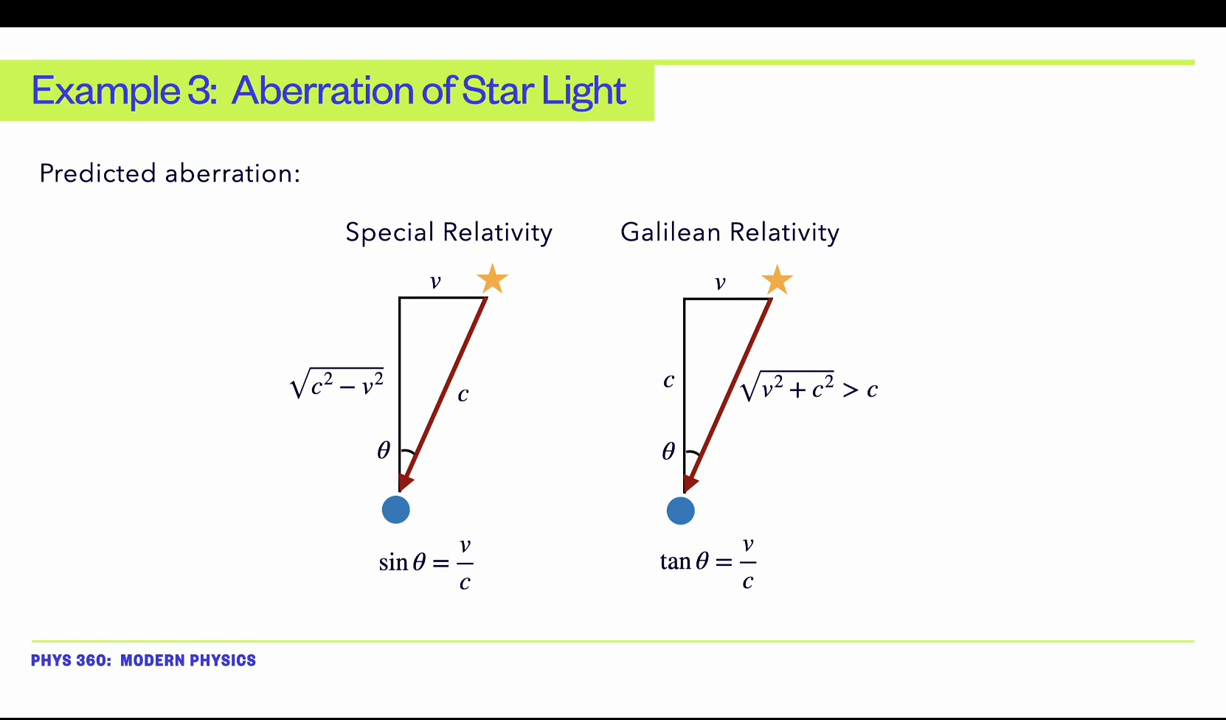 Example 3: Aberration of Star Light
Predicted aberration:
Special Relativity
v
√c² − v²
c
θ
sin θ = v/c
Galilean Relativity
v
c
√v² + c² > c
θ
tan θ = v/c
PHYS 360: MODERN PHYSICS